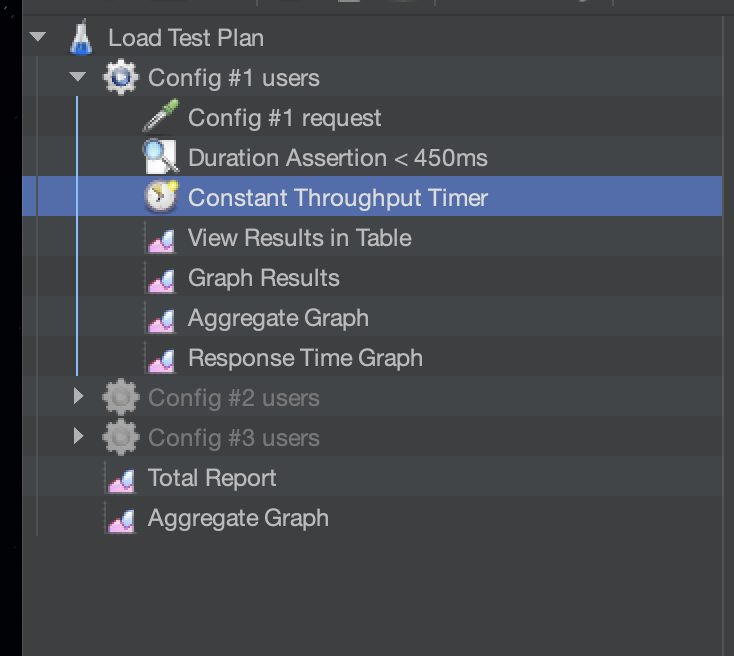 Load Test Plan
Config #1 users
Config #1 request
Duration Assertion < 450ms
Constant Throughput Timer
View Results in Table
Graph Results
Aggregate Graph
Response Time Graph
Config #2 users
Config #3 users
Total Report
Aggregate Graph